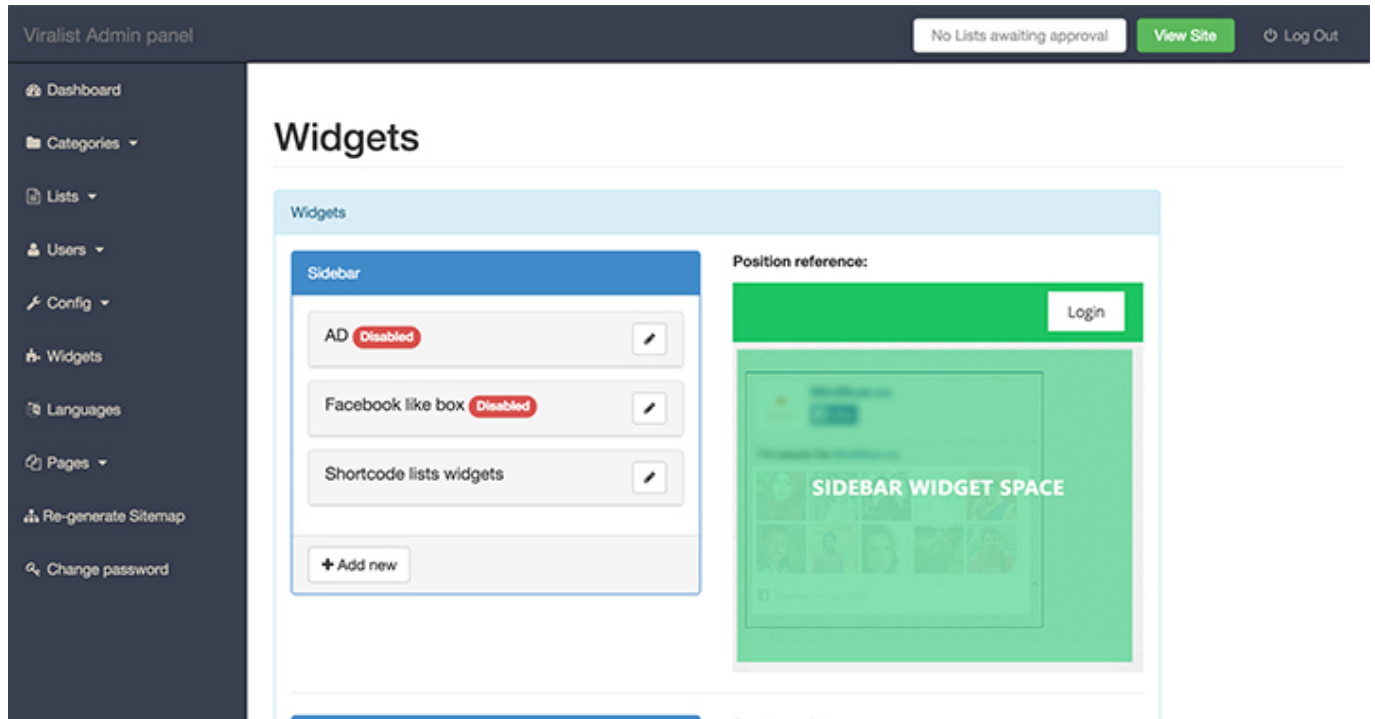 Viralist Admin panel
No Lists awaiting approval
View Site
Log Out
Dashboard
Categories
Lists
Users
Config
Widgets
Languages
Pages
Re-generate Sitemap
Change password
Widgets
Widgets
Sidebar
AD Disabled
Facebook like box Disabled
Shortcode lists widgets
Add new
Position reference:
Login
SIDEBAR WIDGET SPACE